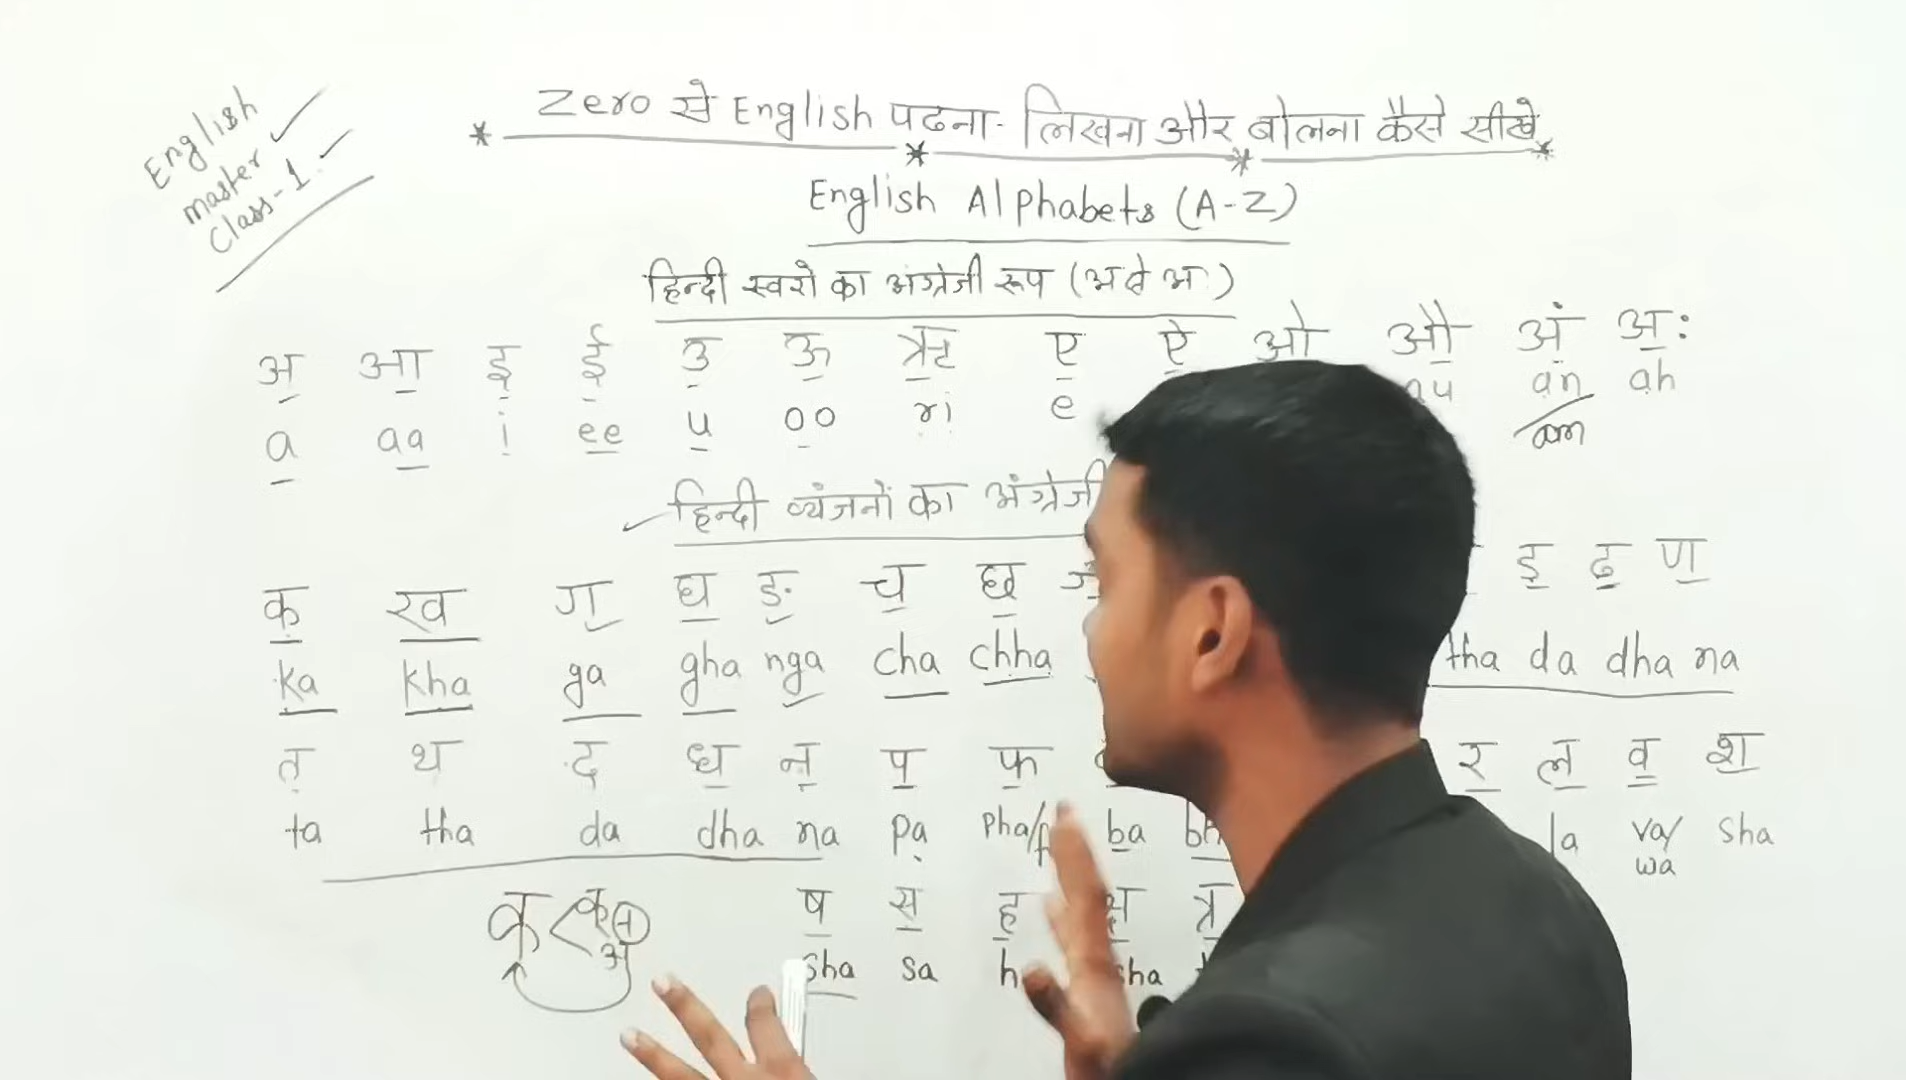 English
master
Class-1.
Zero से English पढना- लिखना और बोलना कैसे सीखे
English Alphabets (A-Z)
हिन्दी स्वरो का अंग्रेजी रूप (अ से अः)
अ आ इ ई उ ऊ ऋ ए ऐ ओ औ अं अः
a aa i ee u oo ri e au an ah
am
हिन्दी व्यंजनों का अंग्रेजी
क ख ग घ ङ च छ इ ढ ण
ka kha ga gha nga cha chha tha da dha na
त थ द ध न प फ र ल व श
ta tha da dha na pa pha/ ba la va/ sha
wa
क < क् + अ
ष स ह क्ष त्र
sha sa